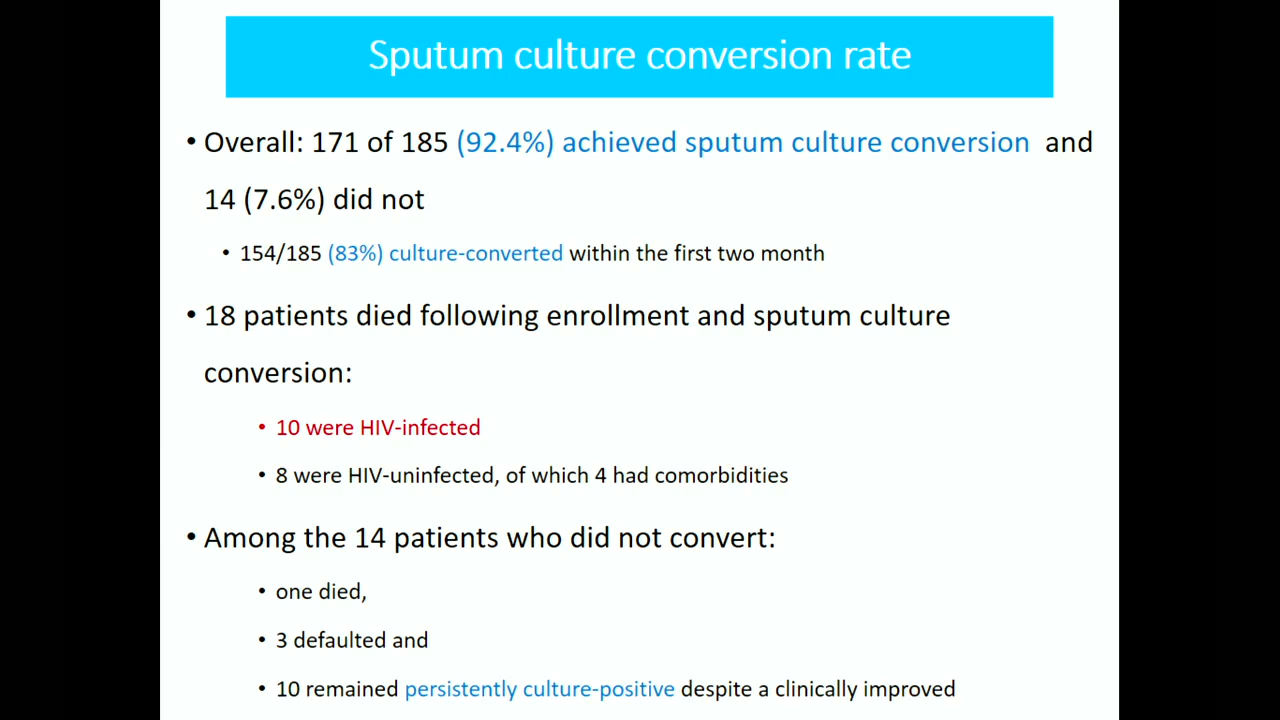 Sputum culture conversion rate
• Overall: 171 of 185 (92.4%) achieved sputum culture conversion and
14 (7.6%) did not
• 154/185 (83%) culture-converted within the first two month
• 18 patients died following enrollment and sputum culture
conversion:
• 10 were HIV-infected
• 8 were HIV-uninfected, of which 4 had comorbidities
• Among the 14 patients who did not convert:
• one died,
• 3 defaulted and
• 10 remained persistently culture-positive despite a clinically improved